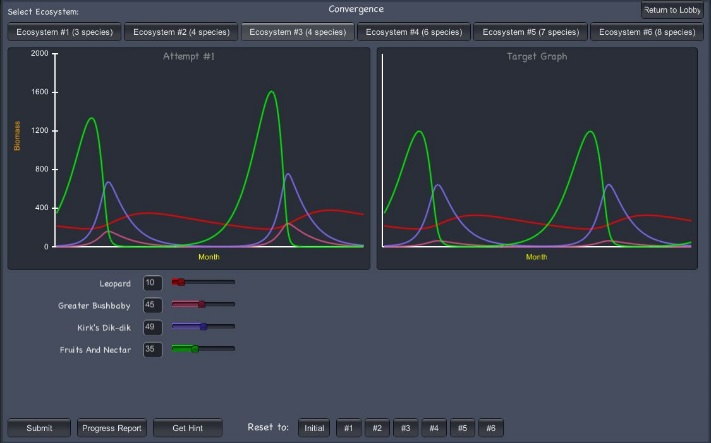 Select Ecosystem:
Convergence
Return to Lobby
Ecosystem #1 (3 species)
Ecosystem #2 (4 species)
Ecosystem #3 (4 species)
Ecosystem #4 (6 species)
Ecosystem #5 (7 species)
Ecosystem #6 (8 species)
Attempt #1
Target Graph
2000
1600
1200
800
400
0
Biomass
Month
Month
Leopard 10
Greater Bushbaby 45
Kirk's Dik-dik 49
Fruits And Nectar 35
Submit
Progress Report
Get Hint
Reset to:
Initial
#1
#2
#3
#4
#5
#6